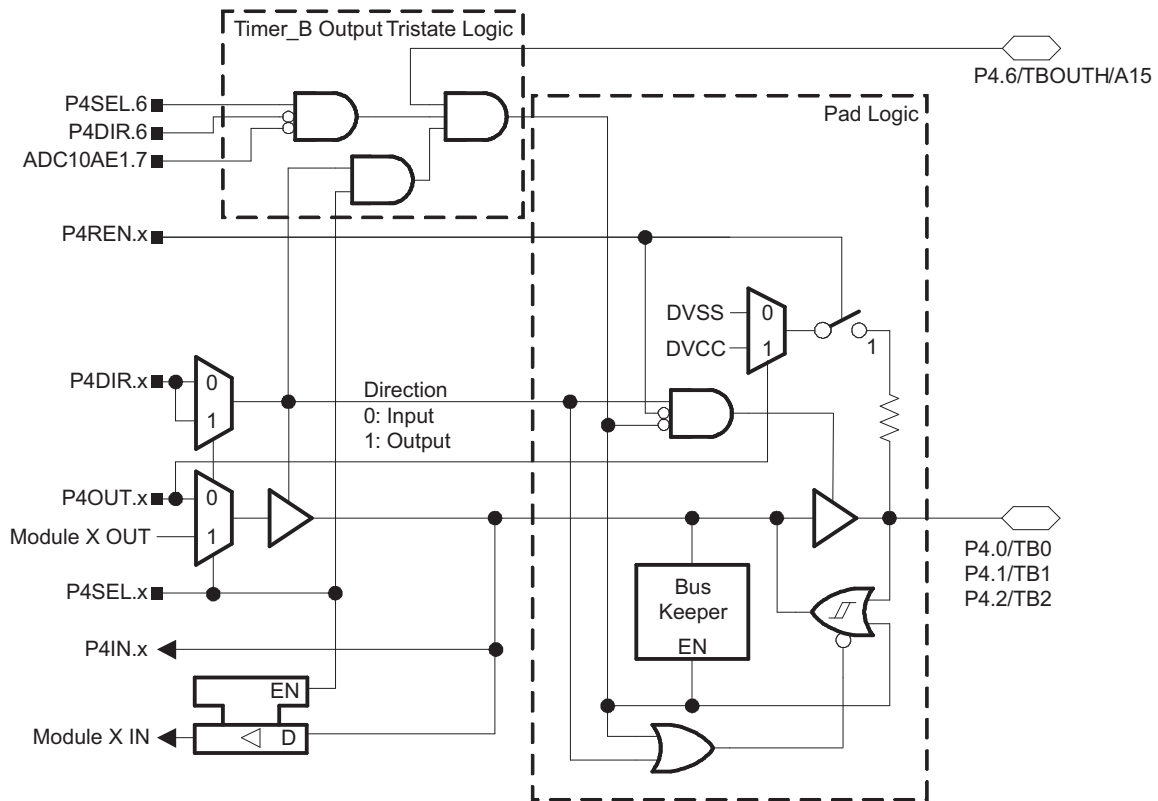 Timer_B Output Tristate Logic
P4.6/TBOUTH/A15
P4SEL.6
P4DIR.6
ADC10AE1.7
Pad Logic
P4REN.x
DVSS
0
DVCC
1
1
P4DIR.x
0
1
Direction
0: Input
1: Output
P4OUT.x
0
Module X OUT
1
P4.0/TB0
P4.1/TB1
P4.2/TB2
P4SEL.x
Bus
Keeper
EN
P4IN.x
EN
Module X IN
D